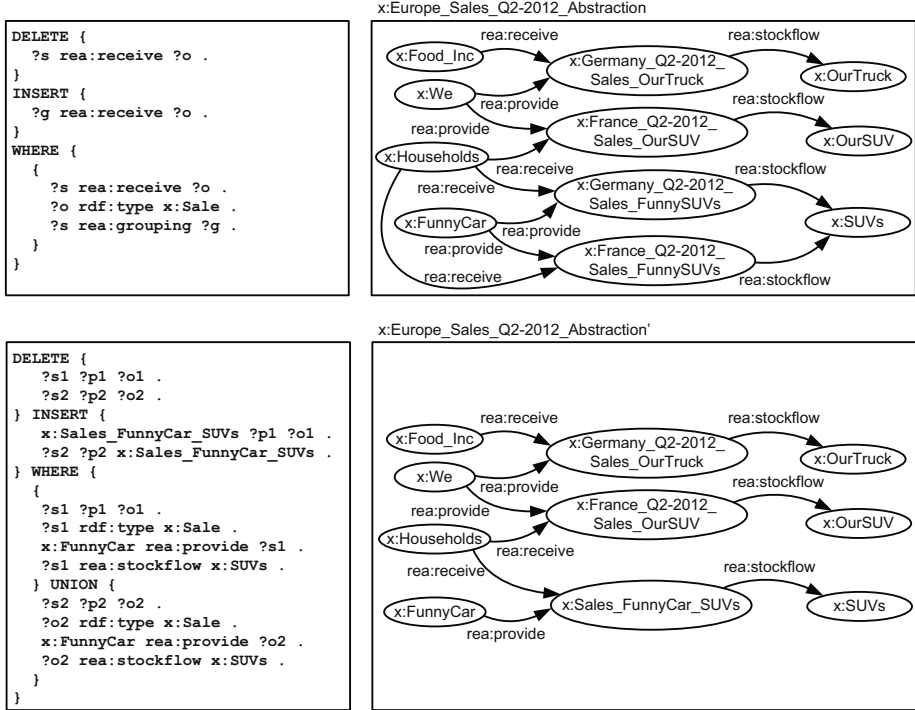 x:Europe_Sales_Q2-2012_Abstraction
DELETE {
?s rea:receive ?o .
}
INSERT {
?g rea:receive ?o .
}
WHERE {
{
?s rea:receive ?o .
?o rdf:type x:Sale .
?s rea:grouping ?g .
}
}
rea:receive
rea:stockflow
x:Food_Inc
x:Germany_Q2-2012_
Sales_OurTruck
x:OurTruck
x:We
rea:provide
rea:stockflow
rea:provide
x:France_Q2-2012_
Sales_OurSUV
x:OurSUV
x:Households
rea:receive
rea:stockflow
rea:receive
x:Germany_Q2-2012_
Sales_FunnySUVs
x:FunnyCar
rea:provide
x:SUVs
rea:provide
x:France_Q2-2012_
Sales_FunnySUVs
rea:receive
rea:stockflow
x:Europe_Sales_Q2-2012_Abstraction’
DELETE {
?s1 ?p1 ?o1 .
?s2 ?p2 ?o2 .
} INSERT {
x:Sales_FunnyCar_SUVs ?p1 ?o1 .
?s2 ?p2 x:Sales_FunnyCar_SUVs .
} WHERE {
{
?s1 ?p1 ?o1 .
?s1 rdf:type x:Sale .
x:FunnyCar rea:provide ?s1 .
?s1 rea:stockflow x:SUVs .
} UNION {
?s2 ?p2 ?o2 .
?o2 rdf:type x:Sale .
x:FunnyCar rea:provide ?o2 .
?o2 rea:stockflow x:SUVs .
}
}
rea:receive
rea:stockflow
x:Food_Inc
x:Germany_Q2-2012_
Sales_OurTruck
x:OurTruck
x:We
rea:provide
rea:stockflow
rea:provide
x:France_Q2-2012_
Sales_OurSUV
x:OurSUV
x:Households
rea:receive
rea:receive
rea:stockflow
x:FunnyCar
x:Sales_FunnyCar_SUVs
x:SUVs
rea:provide